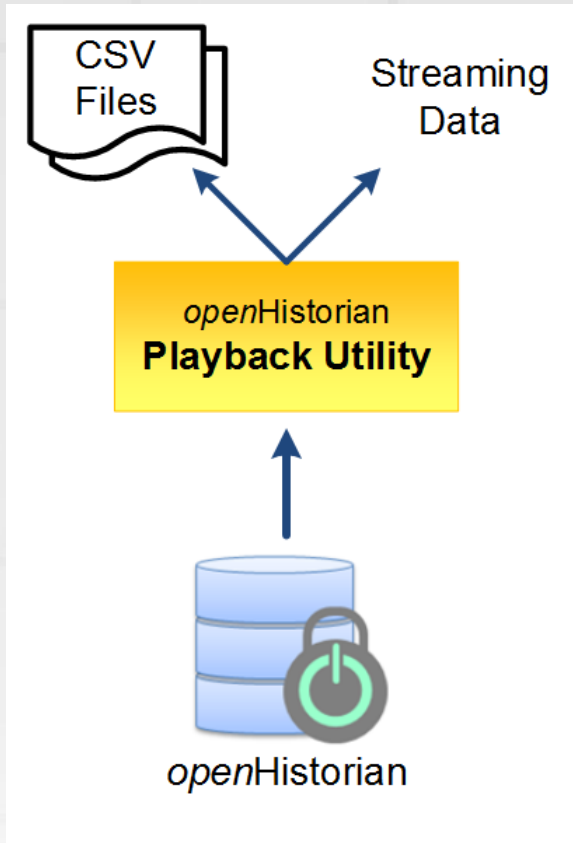 CSV
Files
Streaming
Data
openHistorian
Playback Utility
openHistorian